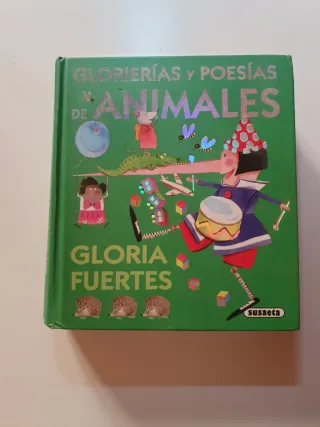 GLORIERÍAS Y POESÍAS
DE ANIMALES
GLORIA
FUERTES
susaeta